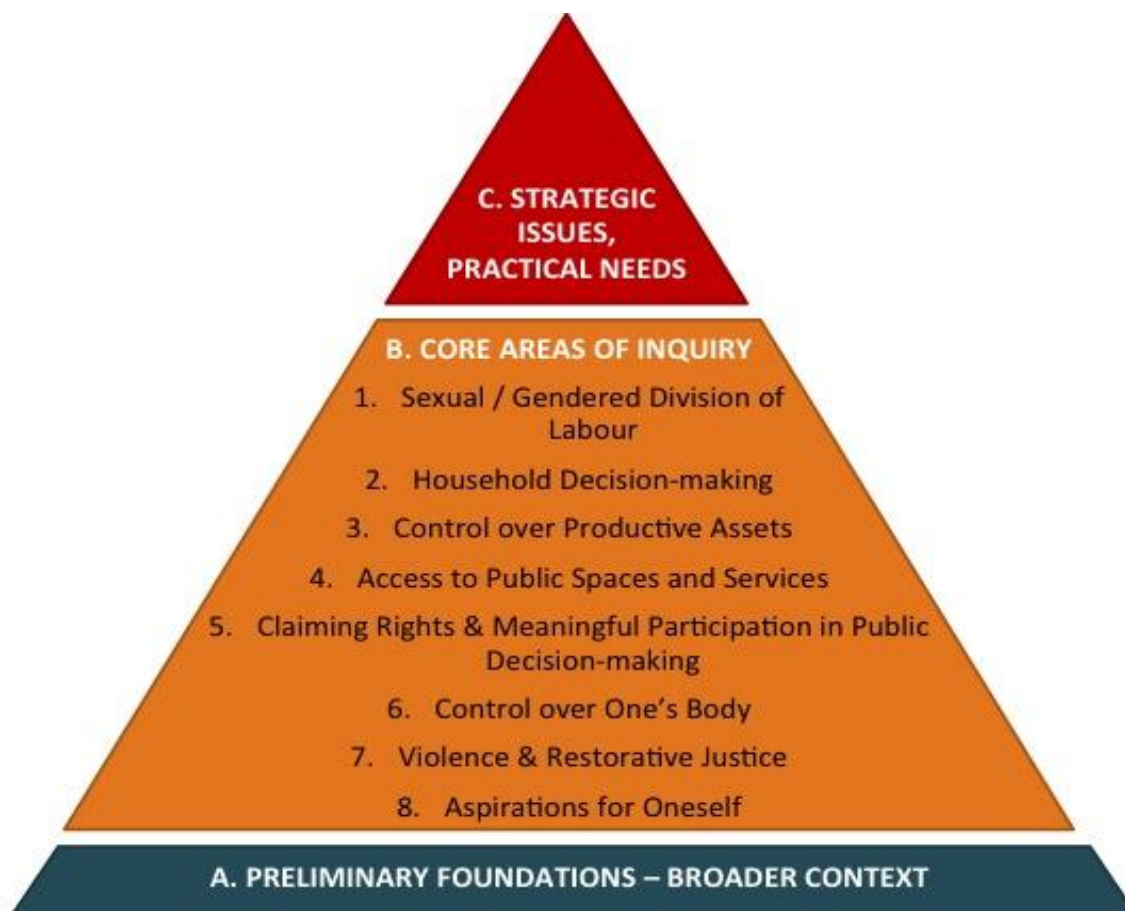 C. STRATEGIC
ISSUES,
PRACTICAL NEEDS
B. CORE AREAS OF INQUIRY
1. Sexual / Gendered Division of
Labour
2. Household Decision-making
3. Control over Productive Assets
4. Access to Public Spaces and Services
5. Claiming Rights & Meaningful Participation in Public
Decision-making
6. Control over One’s Body
7. Violence & Restorative Justice
8. Aspirations for Oneself
A. PRELIMINARY FOUNDATIONS – BROADER CONTEXT